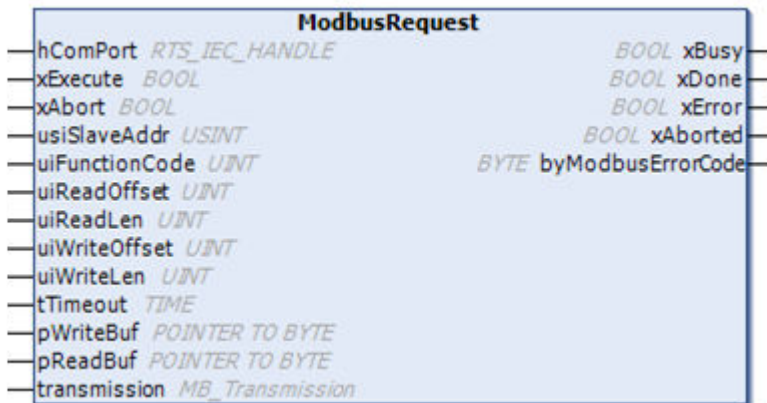 ModbusRequest
hComPort RTS_IEC_HANDLE BOOL xBusy
xExecute BOOL BOOL xDone
xAbort BOOL BOOL xError
usiSlaveAddr USINT BOOL xAborted
uiFunctionCode UINT BYTE byModbusErrorCode
uiReadOffset UINT
uiReadLen UINT
uiWriteOffset UINT
uiWriteLen UINT
tTimeout TIME
pWriteBuf POINTER TO BYTE
pReadBuf POINTER TO BYTE
transmission MB_Transmission